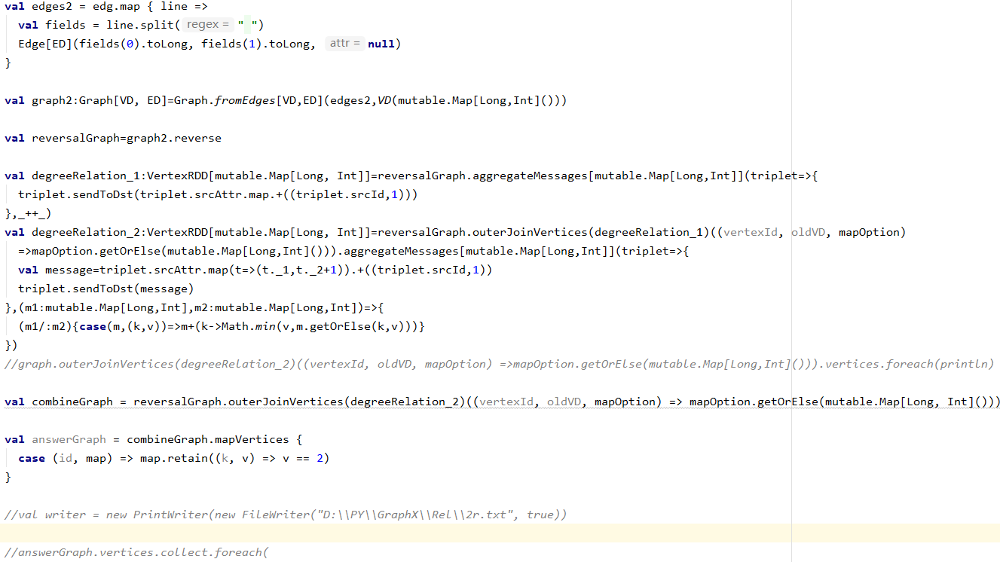 val edges2 = edg.map { line =>
val fields = line.split( regex = " ")
Edge[ED](fields(0).toLong, fields(1).toLong, attr = null)
}
val graph2:Graph[VD, ED]=Graph.fromEdges[VD,ED](edges2,VD(mutable.Map[Long,Int]()))
val reversalGraph=graph2.reverse
val degreeRelation_1:VertexRDD[mutable.Map[Long, Int]]=reversalGraph.aggregateMessages[mutable.Map[Long,Int]](triplet=>{
triplet.sendToDst(triplet.srcAttr.map.+((triplet.srcId,1)))
},_++_)
val degreeRelation_2:VertexRDD[mutable.Map[Long, Int]]=reversalGraph.outerJoinVertices(degreeRelation_1)((vertexId, oldVD, mapOption)
=>mapOption.getOrElse(mutable.Map[Long,Int]())).aggregateMessages[mutable.Map[Long,Int]](triplet=>{
val message=triplet.srcAttr.map(t=>(t._1,t._2+1)).+((triplet.srcId,1))
triplet.sendToDst(message)
},(m1:mutable.Map[Long,Int],m2:mutable.Map[Long,Int])=>{
(m1/:m2){case(m,(k,v))=>m+(k->Math.min(v,m.getOrElse(k,v)))}
})
//graph.outerJoinVertices(degreeRelation_2)((vertexId, oldVD, mapOption) =>mapOption.getOrElse(mutable.Map[Long,Int]())).vertices.foreach(println)
val combineGraph = reversalGraph.outerJoinVertices(degreeRelation_2)((vertexId, oldVD, mapOption) => mapOption.getOrElse(mutable.Map[Long, Int]()))
val answerGraph = combineGraph.mapVertices {
case (id, map) => map.retain((k, v) => v == 2)
}
//val writer = new PrintWriter(new FileWriter("D:\\PY\\GraphX\\Rel\\2r.txt", true))
//answerGraph.vertices.collect.foreach(